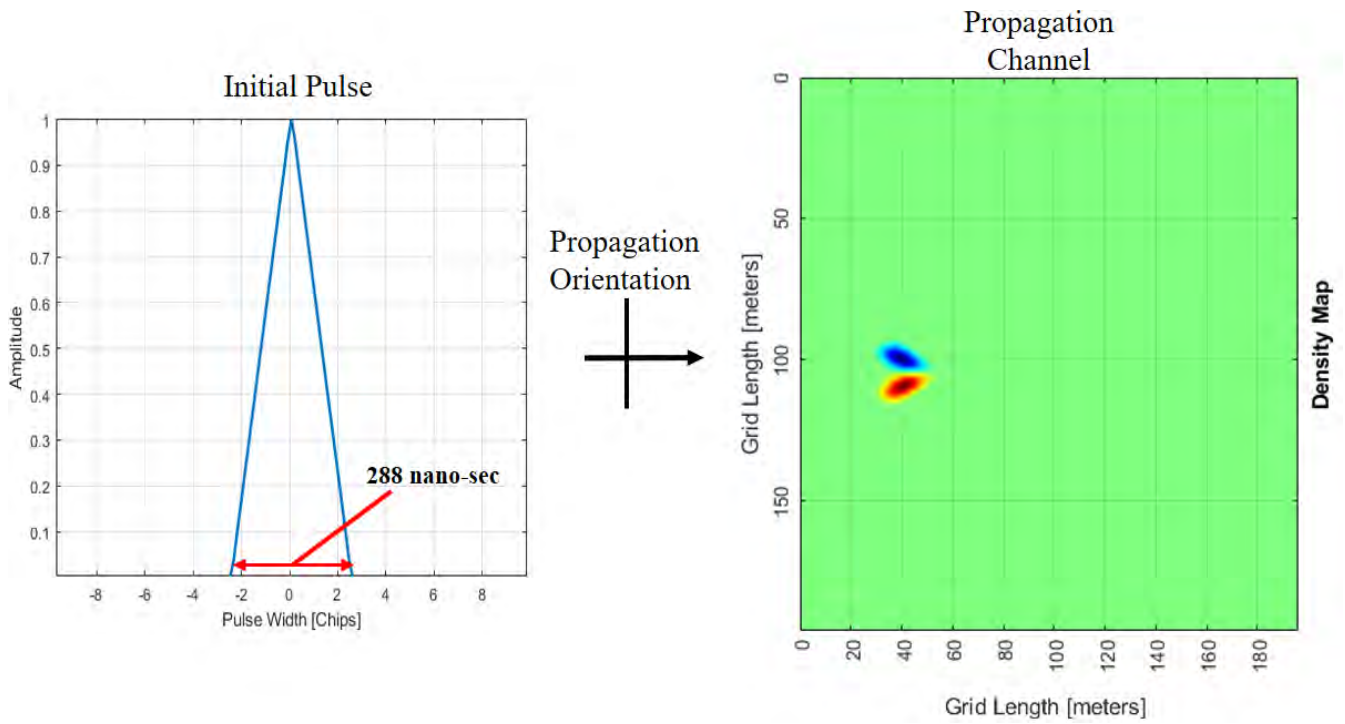 Initial Pulse
1
0.9
0.8
0.7
0.6
0.5
0.4
0.3
0.2
0.1
Amplitude
288 nano-sec
-8 -6 -4 -2 0 2 4 6 8
Pulse Width [Chips]
Propagation
Orientation
Propagation
Channel
0
50
100
150
Grid Length [meters]
0 20 40 60 80 100 120 140 160 180
Grid Length [meters]
Density Map